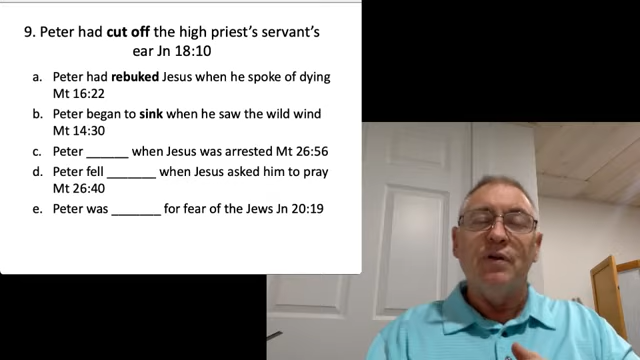 9. Peter had cut off the high priest’s servant’s
ear Jn 18:10
a. Peter had rebuked Jesus when he spoke of dying
Mt 16:22
b. Peter began to sink when he saw the wild wind
Mt 14:30
c. Peter ______ when Jesus was arrested Mt 26:56
d. Peter fell _______ when Jesus asked him to pray
Mt 26:40
e. Peter was _______ for fear of the Jews Jn 20:19